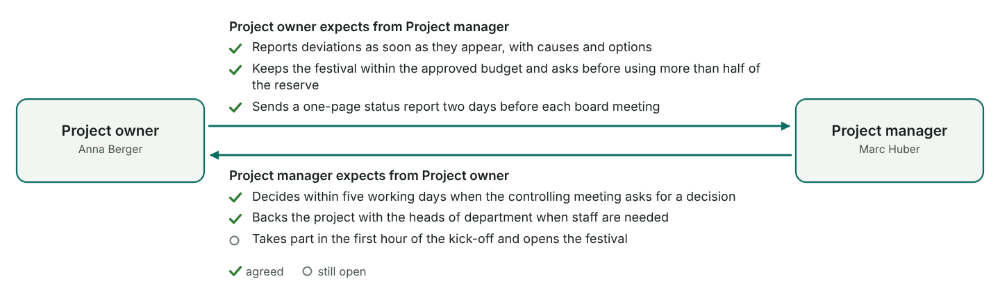 Project owner expects from Project manager
Reports deviations as soon as they appear, with causes and options
Keeps the festival within the approved budget and asks before using more than half of
the reserve
Sends a one-page status report two days before each board meeting
Project owner
Anna Berger
Project manager
Marc Huber
Project manager expects from Project owner
Decides within five working days when the controlling meeting asks for a decision
Backs the project with the heads of department when staff are needed
Takes part in the first hour of the kick-off and opens the festival
agreed still open